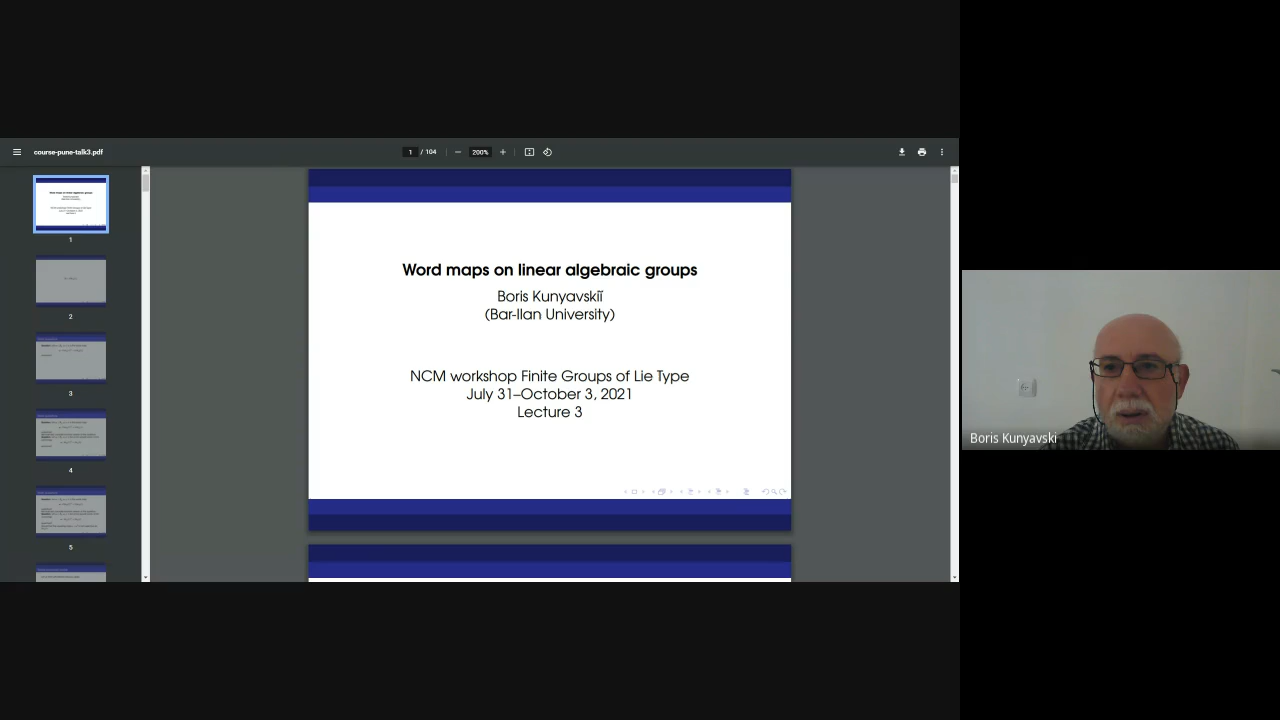 course-pune-talk3.pdf
1 / 104
200%
Word maps on linear algebraic groups
Boris Kunyavskiĭ
(Bar-Ilan University)
NCM workshop Finite Groups of Lie Type
July 31–October 3, 2021
Lecture 3
1
2
3
4
5
Boris Kunyavski